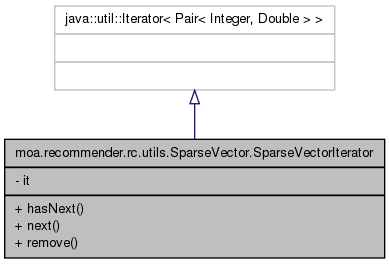 java::util::Iterator< Pair< Integer, Double > >
moa.recommender.rc.utils.SparseVector.SparseVectorIterator
- it
+ hasNext()
+ next()
+ remove()